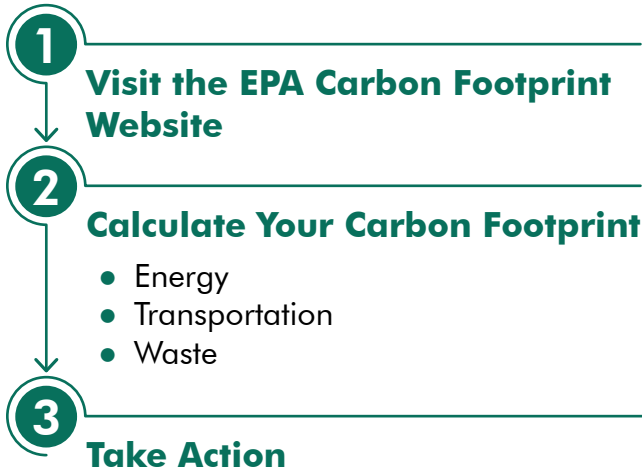 1
Visit the EPA Carbon Footprint
Website
2
Calculate Your Carbon Footprint
● Energy
● Transportation
● Waste
3
Take Action